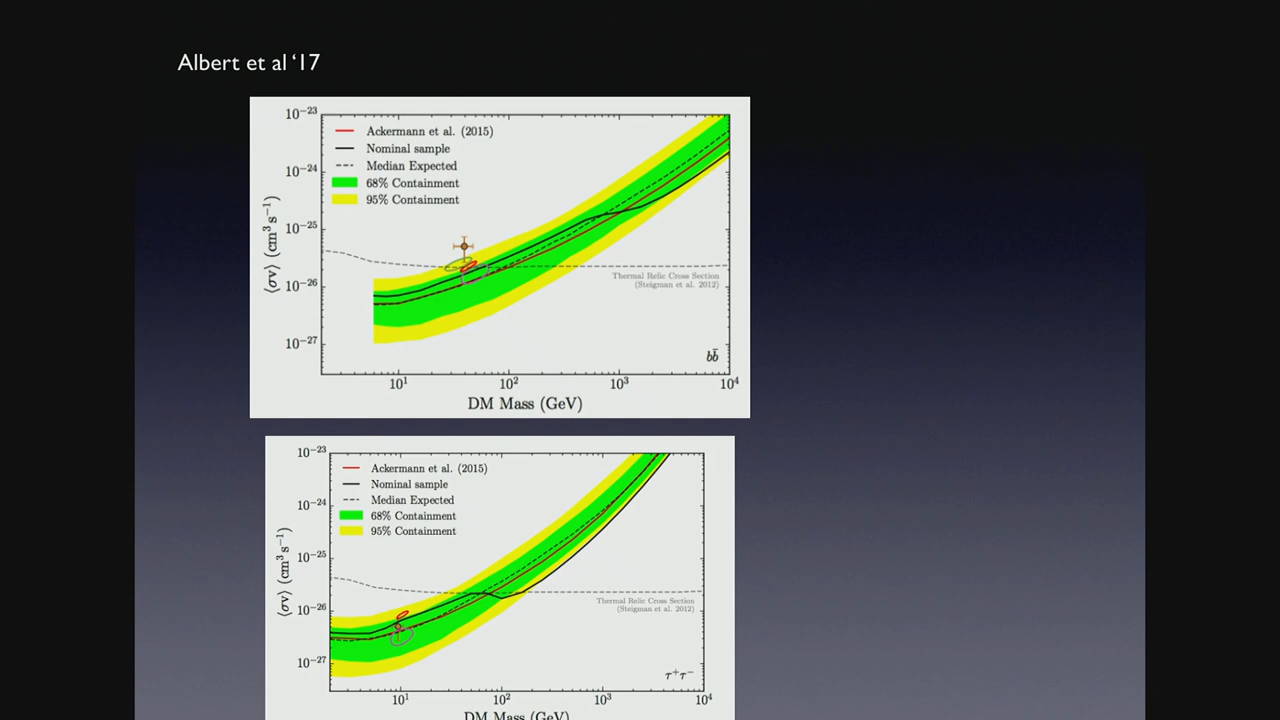 Albert et al ‘17
10⁻²³
10⁻²⁴
10⁻²⁵
10⁻²⁶
10⁻²⁷
⟨σv⟩ (cm³ s⁻¹)
Ackermann et al. (2015)
Nominal sample
Median Expected
68% Containment
95% Containment
Thermal Relic Cross Section
(Steigman et al. 2012)
bb̄
10¹ 10² 10³ 10⁴
DM Mass (GeV)
10⁻²³
10⁻²⁴
10⁻²⁵
10⁻²⁶
10⁻²⁷
⟨σv⟩ (cm³ s⁻¹)
Ackermann et al. (2015)
Nominal sample
Median Expected
68% Containment
95% Containment
Thermal Relic Cross Section
(Steigman et al. 2012)
τ⁺τ⁻
10¹ 10² 10³ 10⁴
DM Mass (GeV)